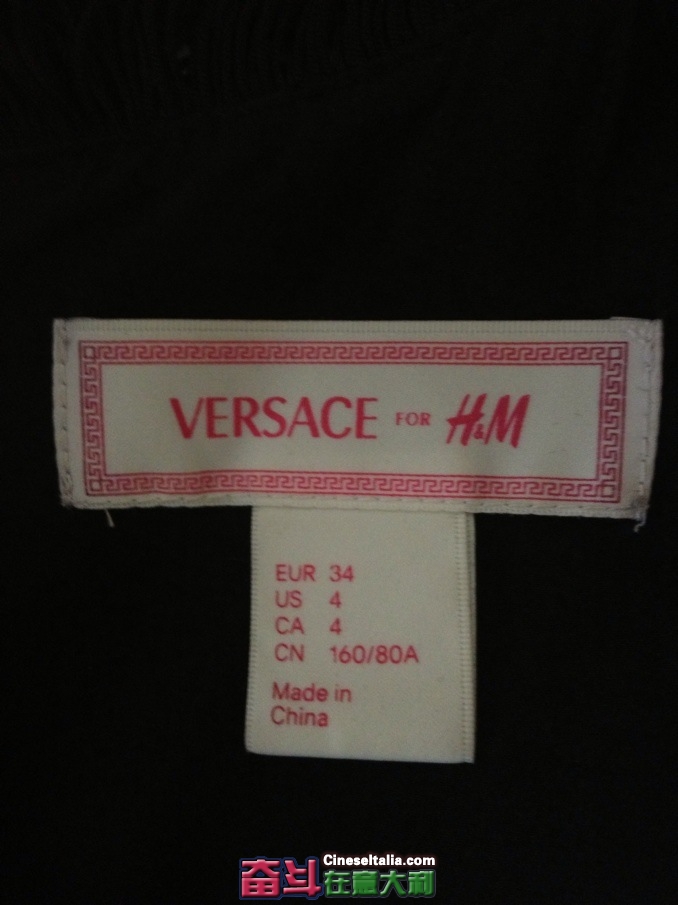 VERSACE FOR H&M
EUR 34
US 4
CA 4
CN 160/80A
Made in
China
CineseItalia.com
奋斗在意大利